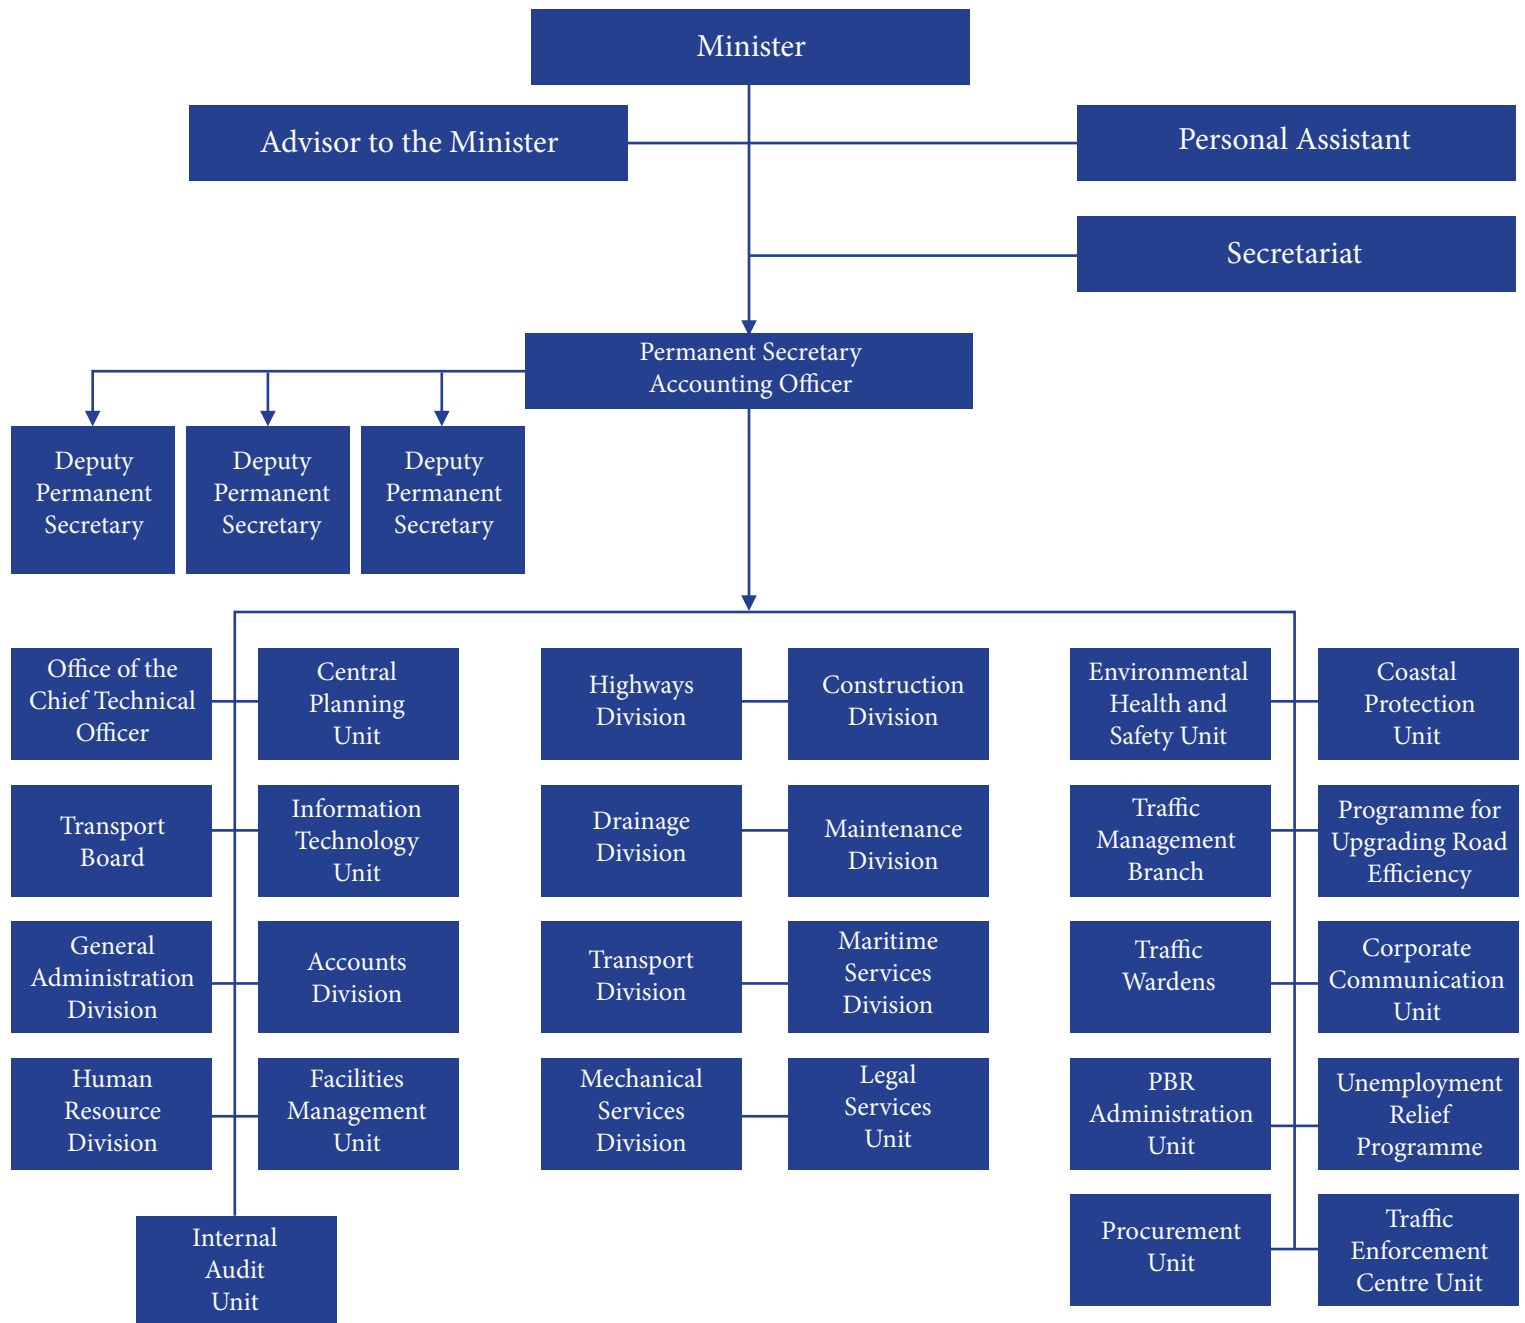 Minister
Advisor to the Minister
Personal Assistant
Secretariat
Permanent Secretary
Accounting Officer
Deputy
Permanent
Secretary
Deputy
Permanent
Secretary
Deputy
Permanent
Secretary
Office of the
Chief Technical
Officer
Central
Planning
Unit
Highways
Division
Construction
Division
Environmental
Health and
Safety Unit
Coastal
Protection
Unit
Transport
Board
Information
Technology
Unit
Drainage
Division
Maintenance
Division
Traffic
Management
Branch
Programme for
Upgrading Road
Efficiency
General
Administration
Division
Accounts
Division
Transport
Division
Maritime
Services
Division
Traffic
Wardens
Corporate
Communication
Unit
Human
Resource
Division
Facilities
Management
Unit
Mechanical
Services
Division
Legal
Services
Unit
PBR
Administration
Unit
Unemployment
Relief
Programme
Internal
Audit
Unit
Procurement
Unit
Traffic
Enforcement
Centre Unit